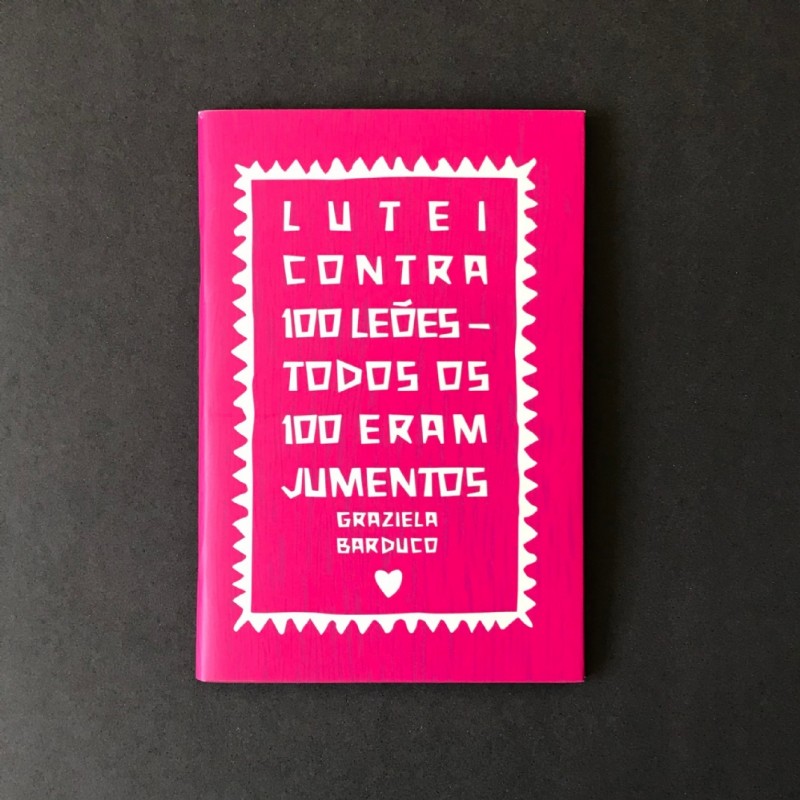 LUTEI
CONTRA
100 LEÕES –
TODOS OS
100 ERAM
JUMENTOS
GRAZIELA
BARDUCO